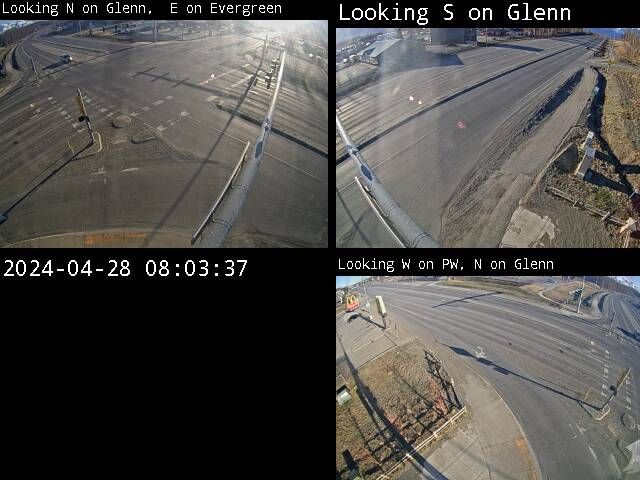 Looking N on Glenn,  E on Evergreen
Looking S on Glenn
2024-04-28 08:03:37
Looking W on PW, N on Glenn